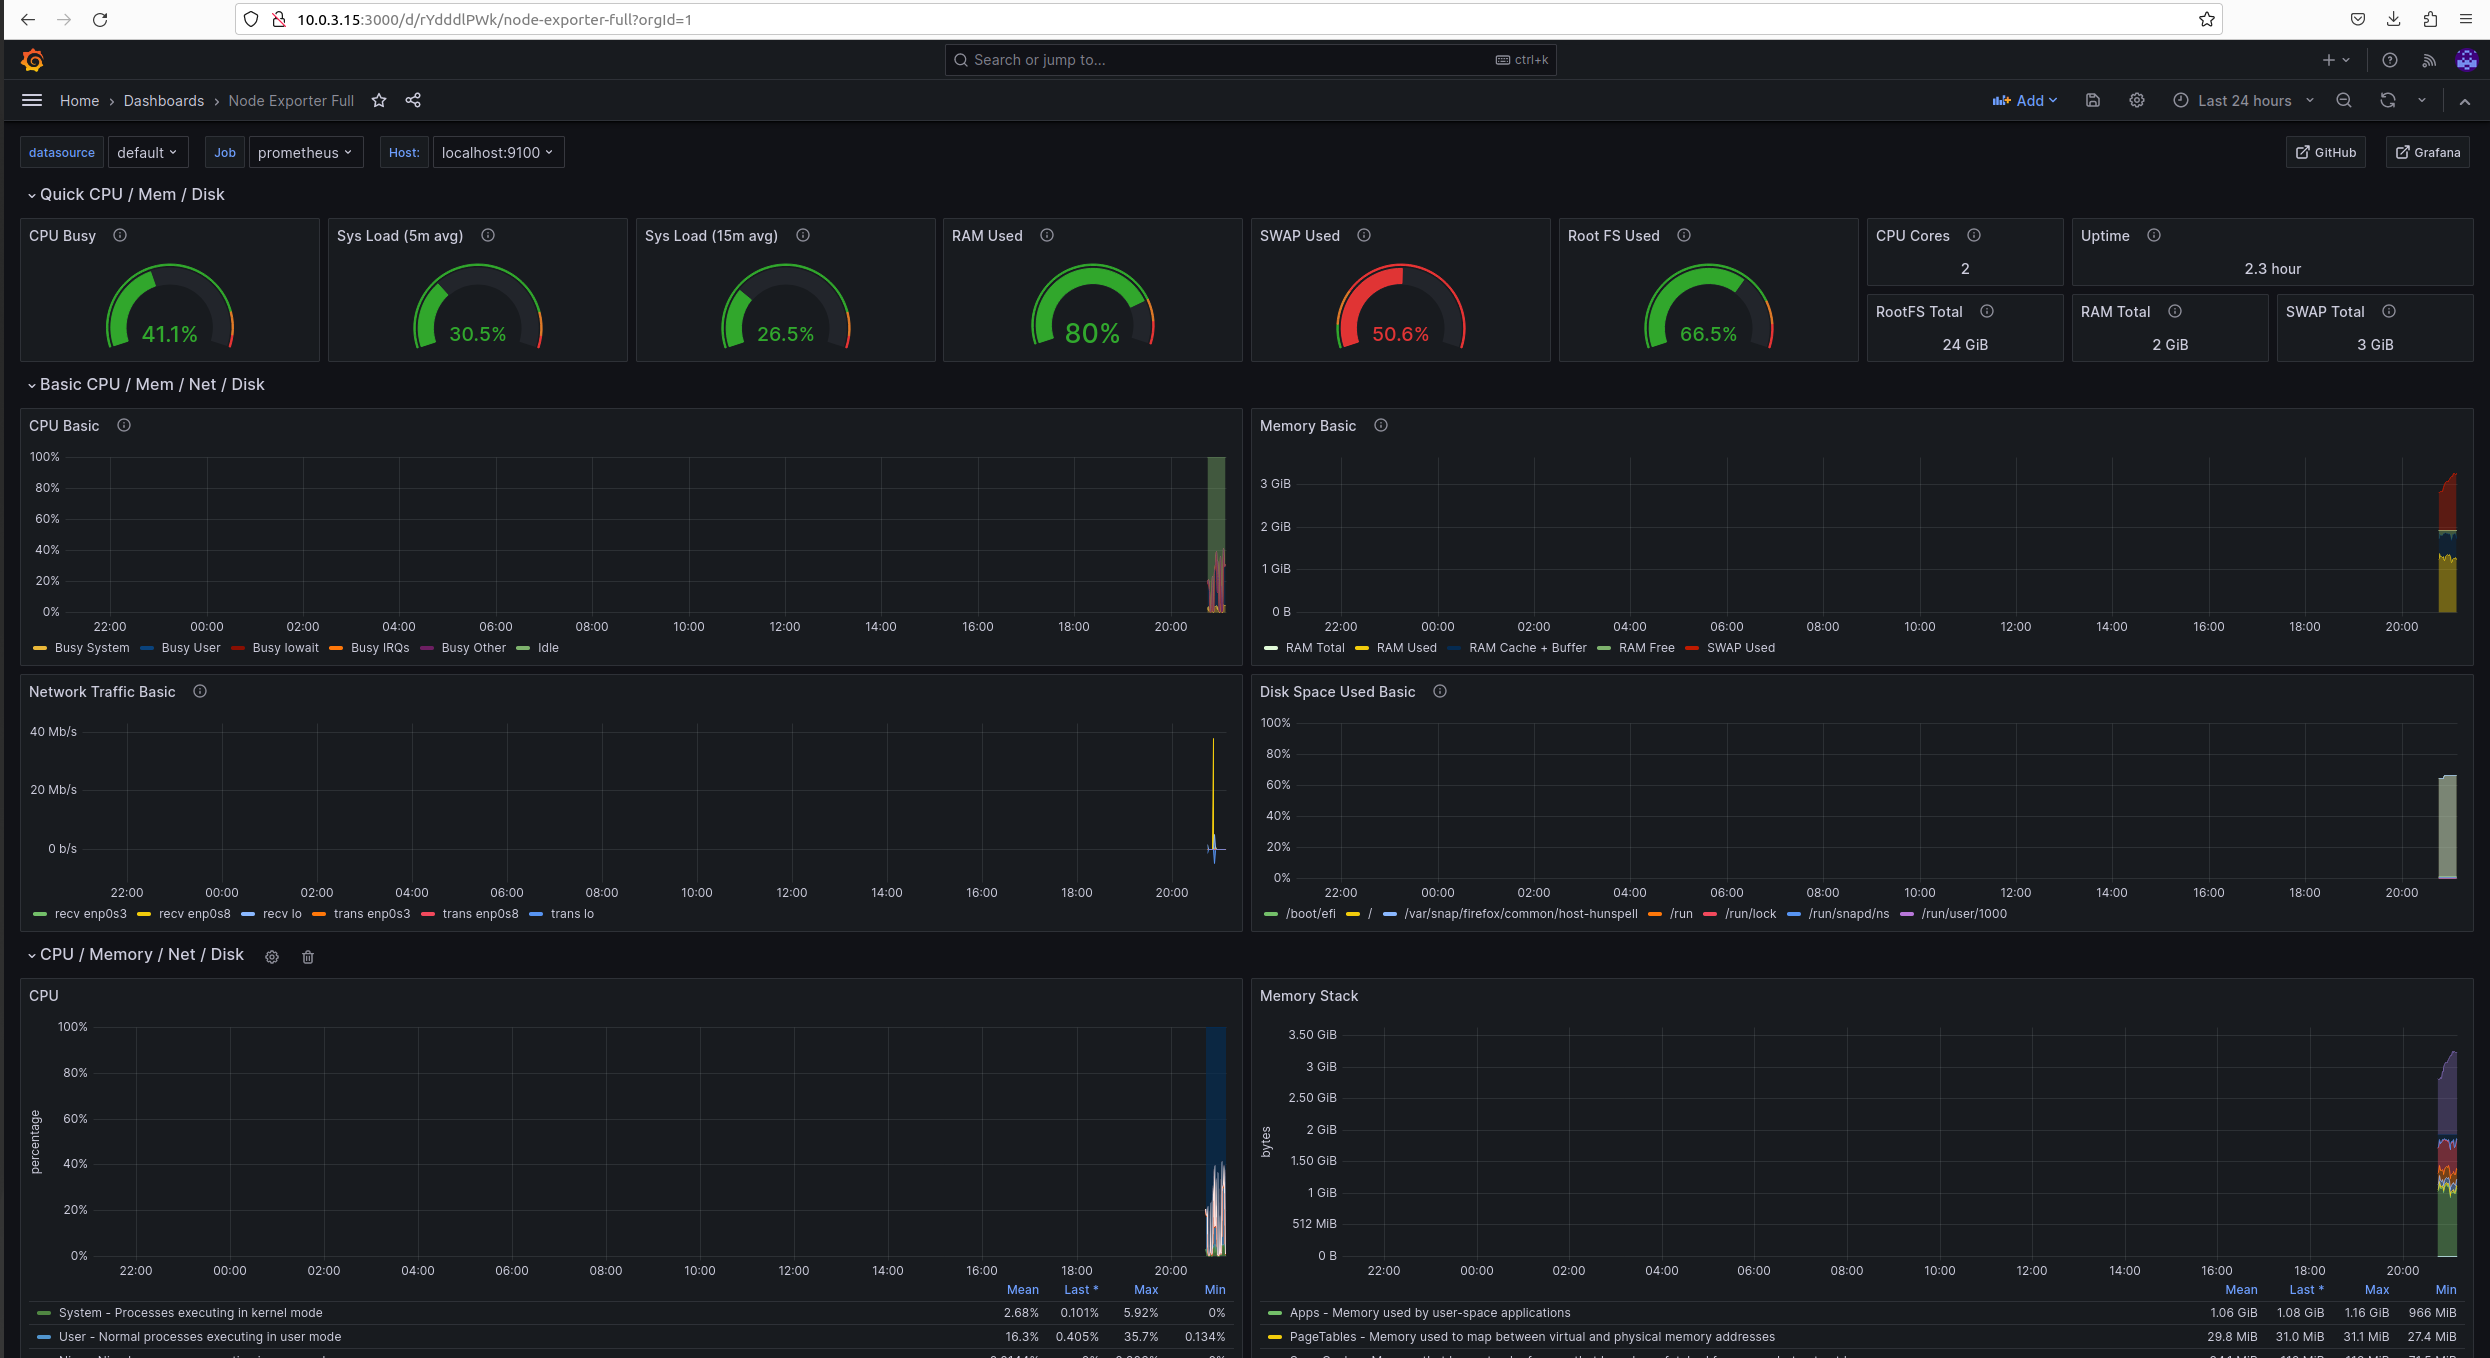 10.0.3.15:3000/d/rYdddlPWk/node-exporter-full?orgId=1
Search or jump to... ctrl+k
Home › Dashboards › Node Exporter Full Add Last 24 hours
datasource default Job prometheus Host: localhost:9100 GitHub Grafana
Quick CPU / Mem / Disk
CPU Busy
41.1%
Sys Load (5m avg)
30.5%
Sys Load (15m avg)
26.5%
RAM Used
80%
SWAP Used
50.6%
Root FS Used
66.5%
CPU Cores
2
Uptime
2.3 hour
RootFS Total
24 GiB
RAM Total
2 GiB
SWAP Total
3 GiB
Basic CPU / Mem / Net / Disk
CPU Basic
100%
80%
60%
40%
20%
0%
22:00 00:00 02:00 04:00 06:00 08:00 10:00 12:00 14:00 16:00 18:00 20:00
Busy System Busy User Busy Iowait Busy IRQs Busy Other Idle
Memory Basic
3 GiB
2 GiB
1 GiB
0 B
22:00 00:00 02:00 04:00 06:00 08:00 10:00 12:00 14:00 16:00 18:00 20:00
RAM Total RAM Used RAM Cache + Buffer RAM Free SWAP Used
Network Traffic Basic
40 Mb/s
20 Mb/s
0 b/s
22:00 00:00 02:00 04:00 06:00 08:00 10:00 12:00 14:00 16:00 18:00 20:00
recv enp0s3 recv enp0s8 recv lo trans enp0s3 trans enp0s8 trans lo
Disk Space Used Basic
100%
80%
60%
40%
20%
0%
22:00 00:00 02:00 04:00 06:00 08:00 10:00 12:00 14:00 16:00 18:00 20:00
/boot/efi / /var/snap/firefox/common/host-hunspell /run /run/lock /run/snapd/ns /run/user/1000
CPU / Memory / Net / Disk
CPU
percentage
100%
80%
60%
40%
20%
0%
22:00 00:00 02:00 04:00 06:00 08:00 10:00 12:00 14:00 16:00 18:00 20:00
Mean Last * Max Min
System - Processes executing in kernel mode 2.68% 0.101% 5.92% 0%
User - Normal processes executing in user mode 16.3% 0.405% 35.7% 0.134%
Memory Stack
bytes
3.50 GiB
3 GiB
2.50 GiB
2 GiB
1.50 GiB
1 GiB
512 MiB
0 B
22:00 00:00 02:00 04:00 06:00 08:00 10:00 12:00 14:00 16:00 18:00 20:00
Mean Last * Max Min
Apps - Memory used by user-space applications 1.06 GiB 1.08 GiB 1.16 GiB 966 MiB
PageTables - Memory used to map between virtual and physical memory addresses 29.8 MiB 31.0 MiB 31.1 MiB 27.4 MiB